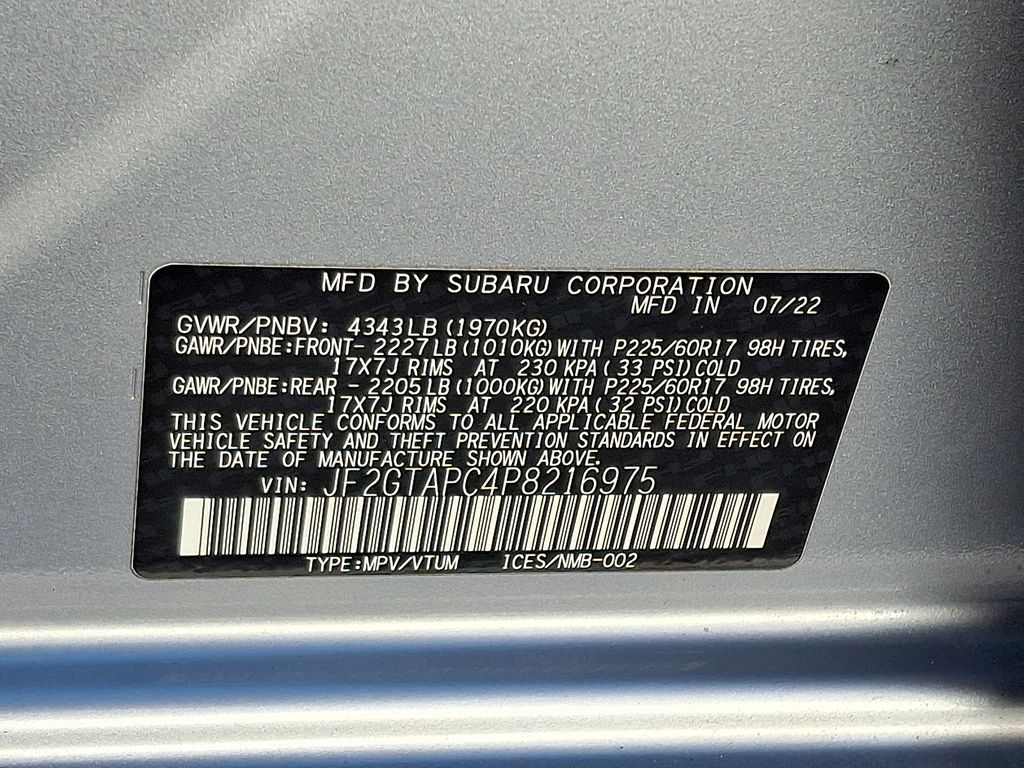 MFD BY SUBARU CORPORATION
MFD IN 07/22
GVWR/PNBV: 4343LB (1970KG)
GAWR/PNBE:FRONT- 2227LB (1010KG) WITH P225/60R17 98H TIRES,
17X7J RIMS AT 230 KPA( 33 PSI) COLD
GAWR/PNBE:REAR - 2205LB (1000KG) WITH P225/60R17 98H TIRES,
17X7J RIMS AT 220 KPA( 32 PSI) COLD
THIS VEHICLE CONFORMS TO ALL APPLICABLE FEDERAL MOTOR
VEHICLE SAFETY AND THEFT PREVENTION STANDARDS IN EFFECT ON
THE DATE OF MANUFACTURE SHOWN ABOVE.
VIN: JF2GTAPC4P8216975
TYPE:MPV/VTUM ICES/NMB-002